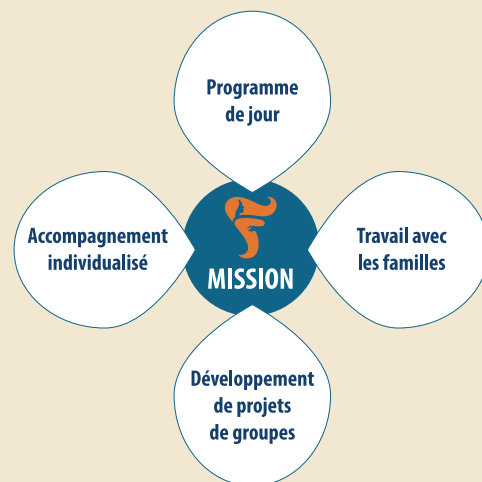 Programme
de jour
Accompagnement
individualisé
MISSION
Travail avec
les familles
Développement
de projets
de groupes